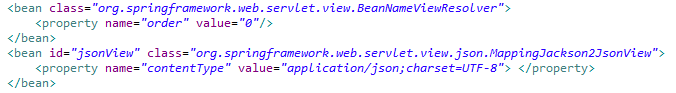 <bean class="org.springframework.web.servlet.view.BeanNameViewResolver">
    <property name="order" value="0"/>
</bean>
<bean id="jsonView" class="org.springframework.web.servlet.view.json.MappingJackson2JsonView">
    <property name="contentType" value="application/json;charset=UTF-8"> </property>
</bean>